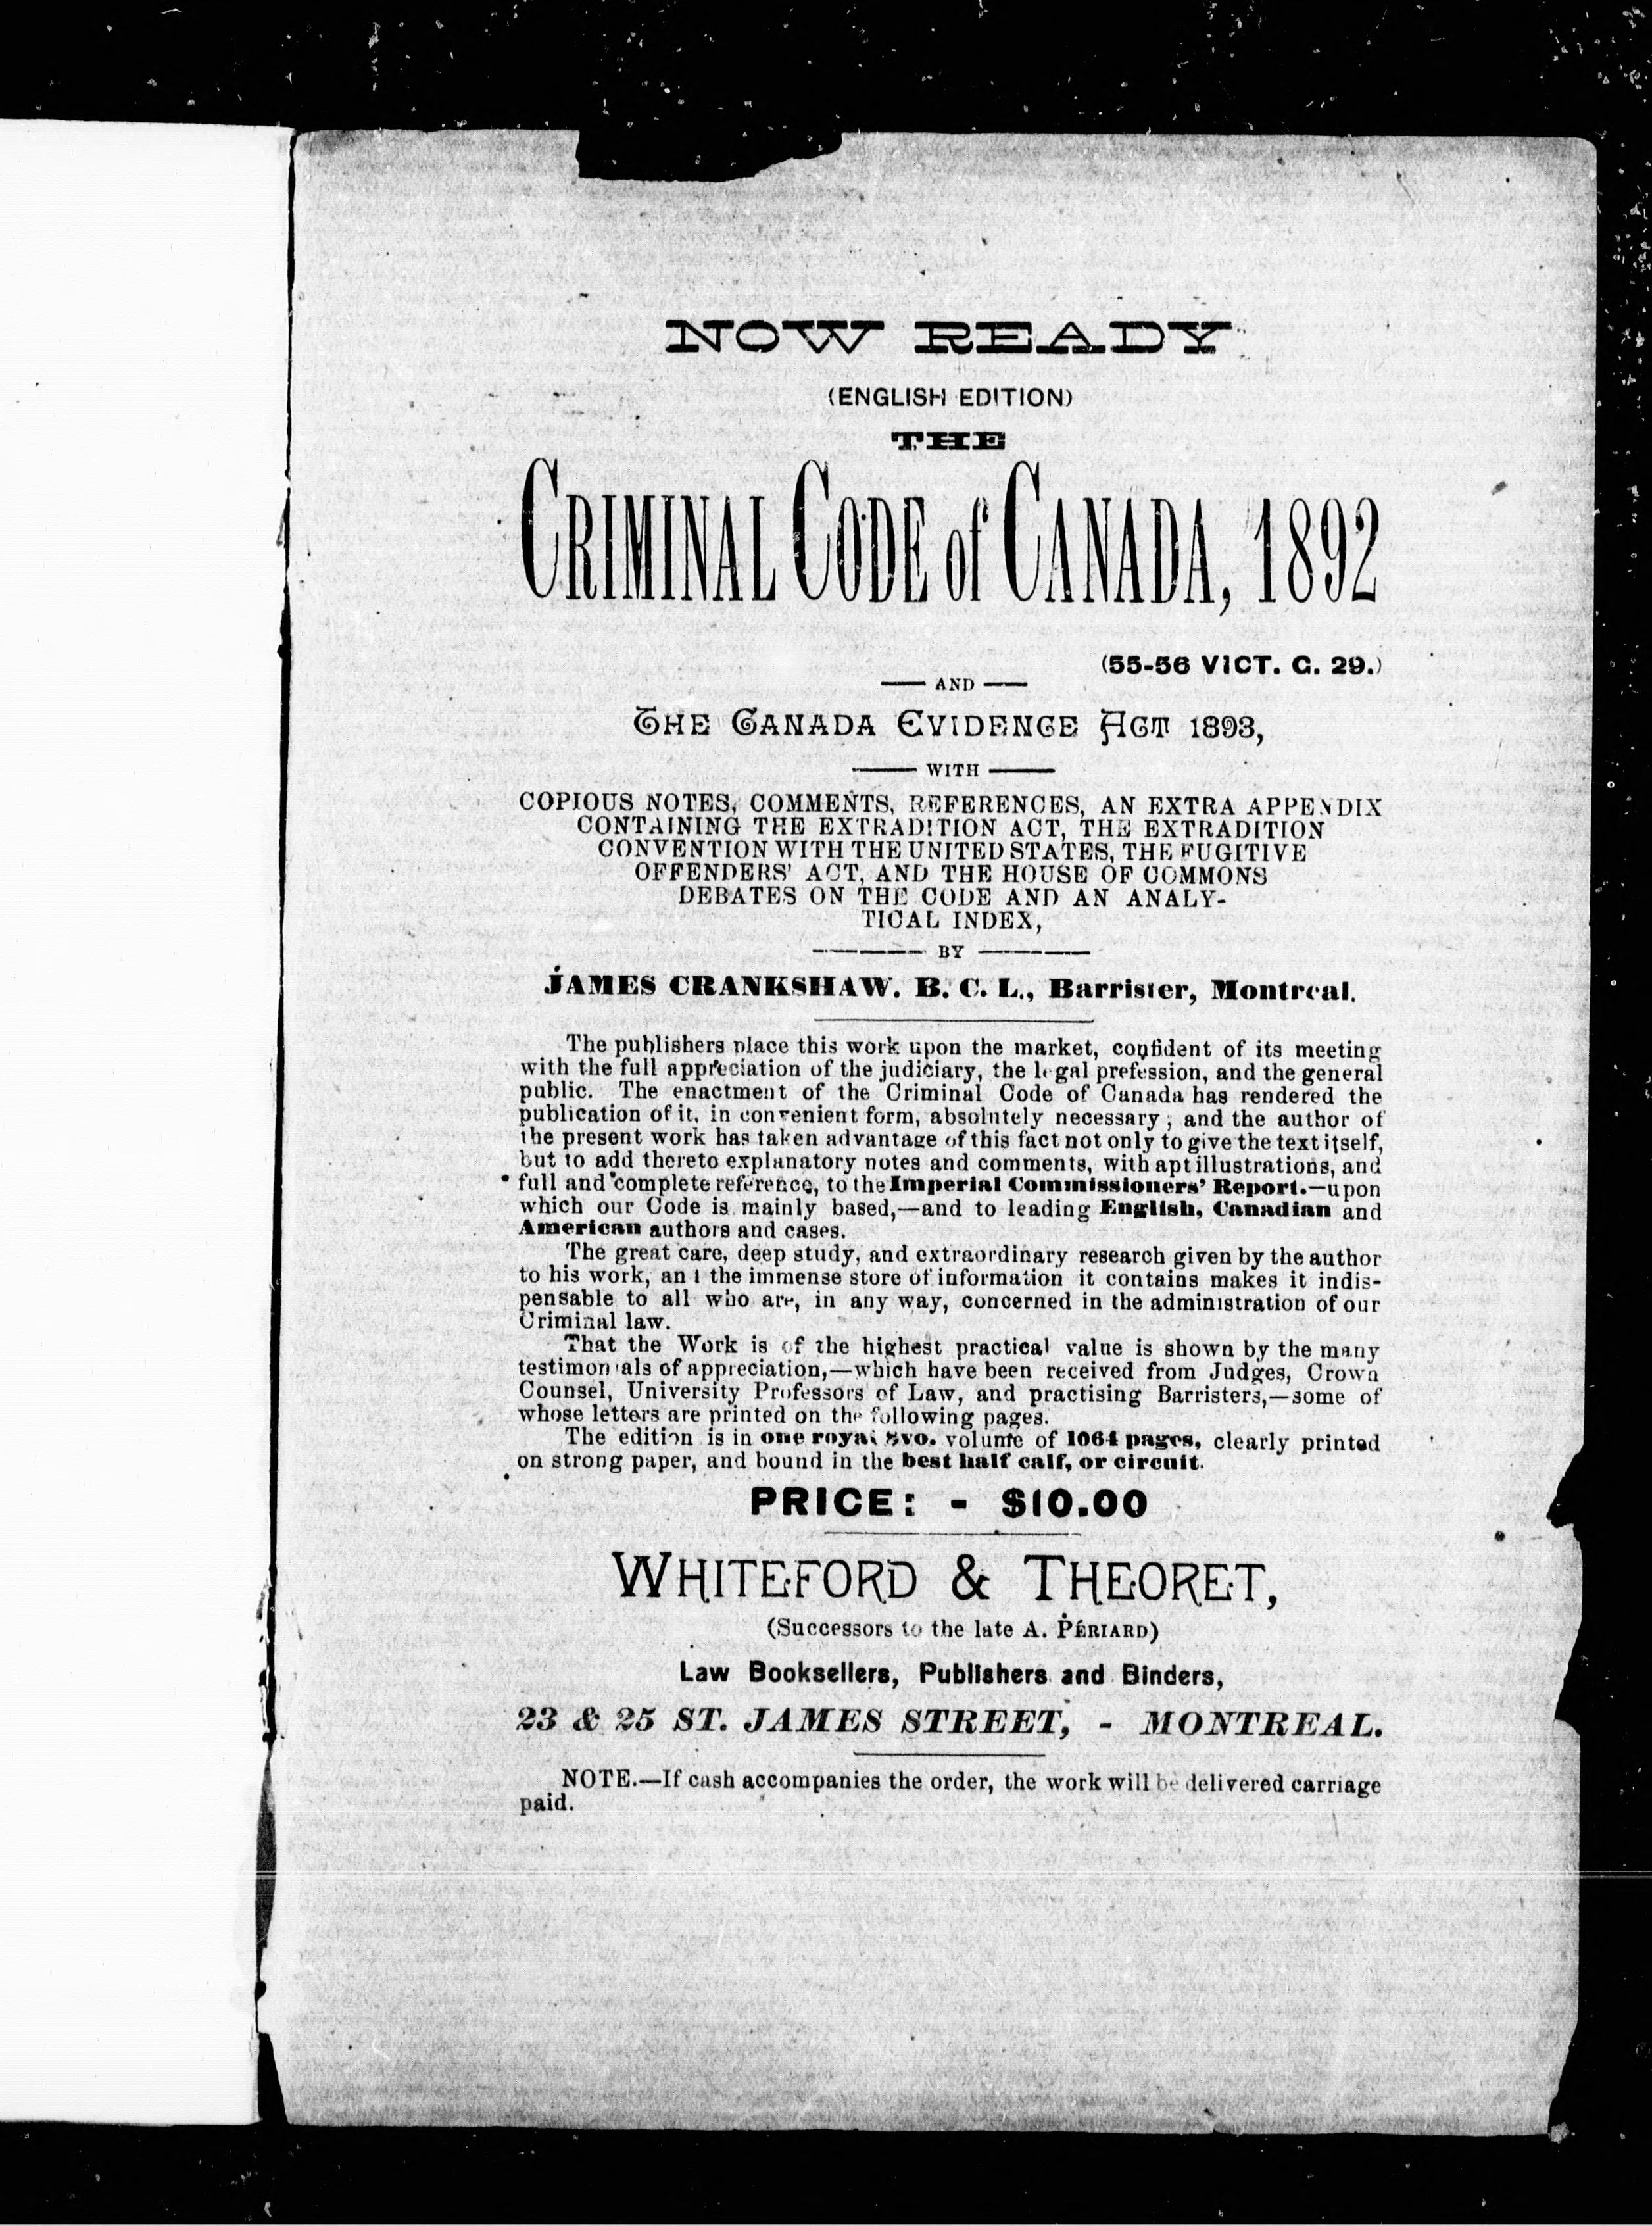 NOW READY
(ENGLISH EDITION)
THE
CRIMINAL CODE of CANADA, 1892
(55-56 VICT. C. 29.)
— AND —
THE CANADA EVIDENCE ACT 1893,
— WITH —
COPIOUS NOTES, COMMENTS, REFERENCES, AN EXTRA APPENDIX
CONTAINING THE EXTRADITION ACT, THE EXTRADITION
CONVENTION WITH THE UNITED STATES, THE FUGITIVE
OFFENDERS' ACT, AND THE HOUSE OF COMMONS
DEBATES ON THE CODE AND AN ANALY-
TICAL INDEX,
— BY —
JAMES CRANKSHAW. B. C. L., Barrister, Montreal.
The publishers place this work upon the market, confident of its meeting
with the full appreciation of the judiciary, the legal prefession, and the general
public. The enactment of the Criminal Code of Canada has rendered the
publication of it, in convenient form, absolutely necessary; and the author of
the present work has taken advantage of this fact not only to give the text itself,
but to add thereto explanatory notes and comments, with apt illustrations, and
full and complete reference, to the Imperial Commissioners' Report.—upon
which our Code is mainly based,—and to leading English, Canadian and
American authors and cases.
The great care, deep study, and extraordinary research given by the author
to his work, and the immense store of information it contains makes it indis-
pensable to all who are, in any way, concerned in the administration of our
Criminal law.
That the Work is of the highest practical value is shown by the many
testimonials of appreciation,—which have been received from Judges, Crown
Counsel, University Professors of Law, and practising Barristers,—some of
whose letters are printed on the following pages.
The edition is in one royal 8vo. volume of 1064 pages, clearly printed
on strong paper, and bound in the best half calf, or circuit.
PRICE: - $10.00
WHITEFORD & THEORET,
(Successors to the late A. PÉRIARD)
Law Booksellers, Publishers and Binders,
23 & 25 ST. JAMES STREET, - MONTREAL.
NOTE.—If cash accompanies the order, the work will be delivered carriage
paid.